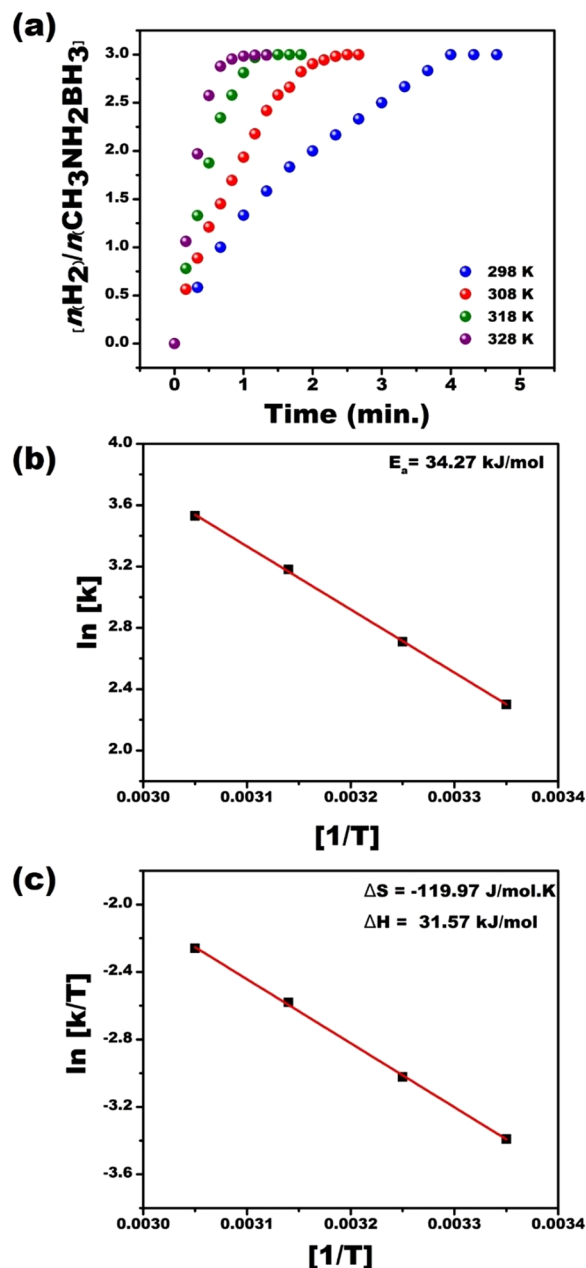 (a)
[n(H2)/n(CH3NH2BH3]
3.0
2.5
2.0
1.5
1.0
0.5
0.0
298 K
308 K
318 K
328 K
0 1 2 3 4 5
Time (min.)
(b)
Ea= 34.27 kJ/mol
ln [k]
4.0
3.6
3.2
2.8
2.4
2.0
0.0030 0.0031 0.0032 0.0033 0.0034
[1/T]
(c)
ΔS = -119.97 J/mol.K
ΔH = 31.57 kJ/mol
ln [k/T]
-2.0
-2.4
-2.8
-3.2
-3.6
0.0030 0.0031 0.0032 0.0033 0.0034
[1/T]